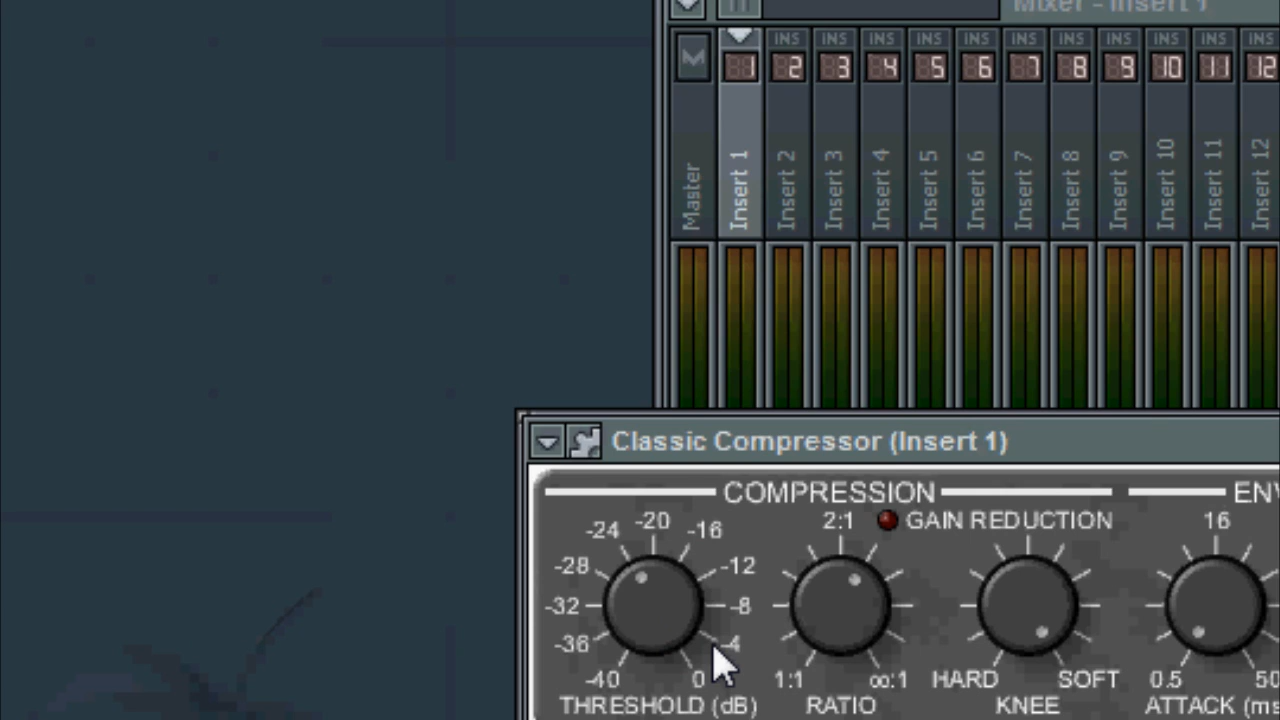 Mixer - Insert 1
INS INS INS INS INS INS INS INS INS INS INS
M 1 2 3 4 5 6 7 8 9 10 11 12
Master Insert 1 Insert 2 Insert 3 Insert 4 Insert 5 Insert 6 Insert 7 Insert 8 Insert 9 Insert 10 Insert 11 Insert 12
Classic Compressor (Insert 1)
COMPRESSION
-24 -20 -16 2:1 GAIN REDUCTION 16
-28 -12
-32 -8
-36 -4
-40 0 1:1 ∞:1 HARD SOFT 0.5
THRESHOLD (dB) RATIO KNEE ATTACK